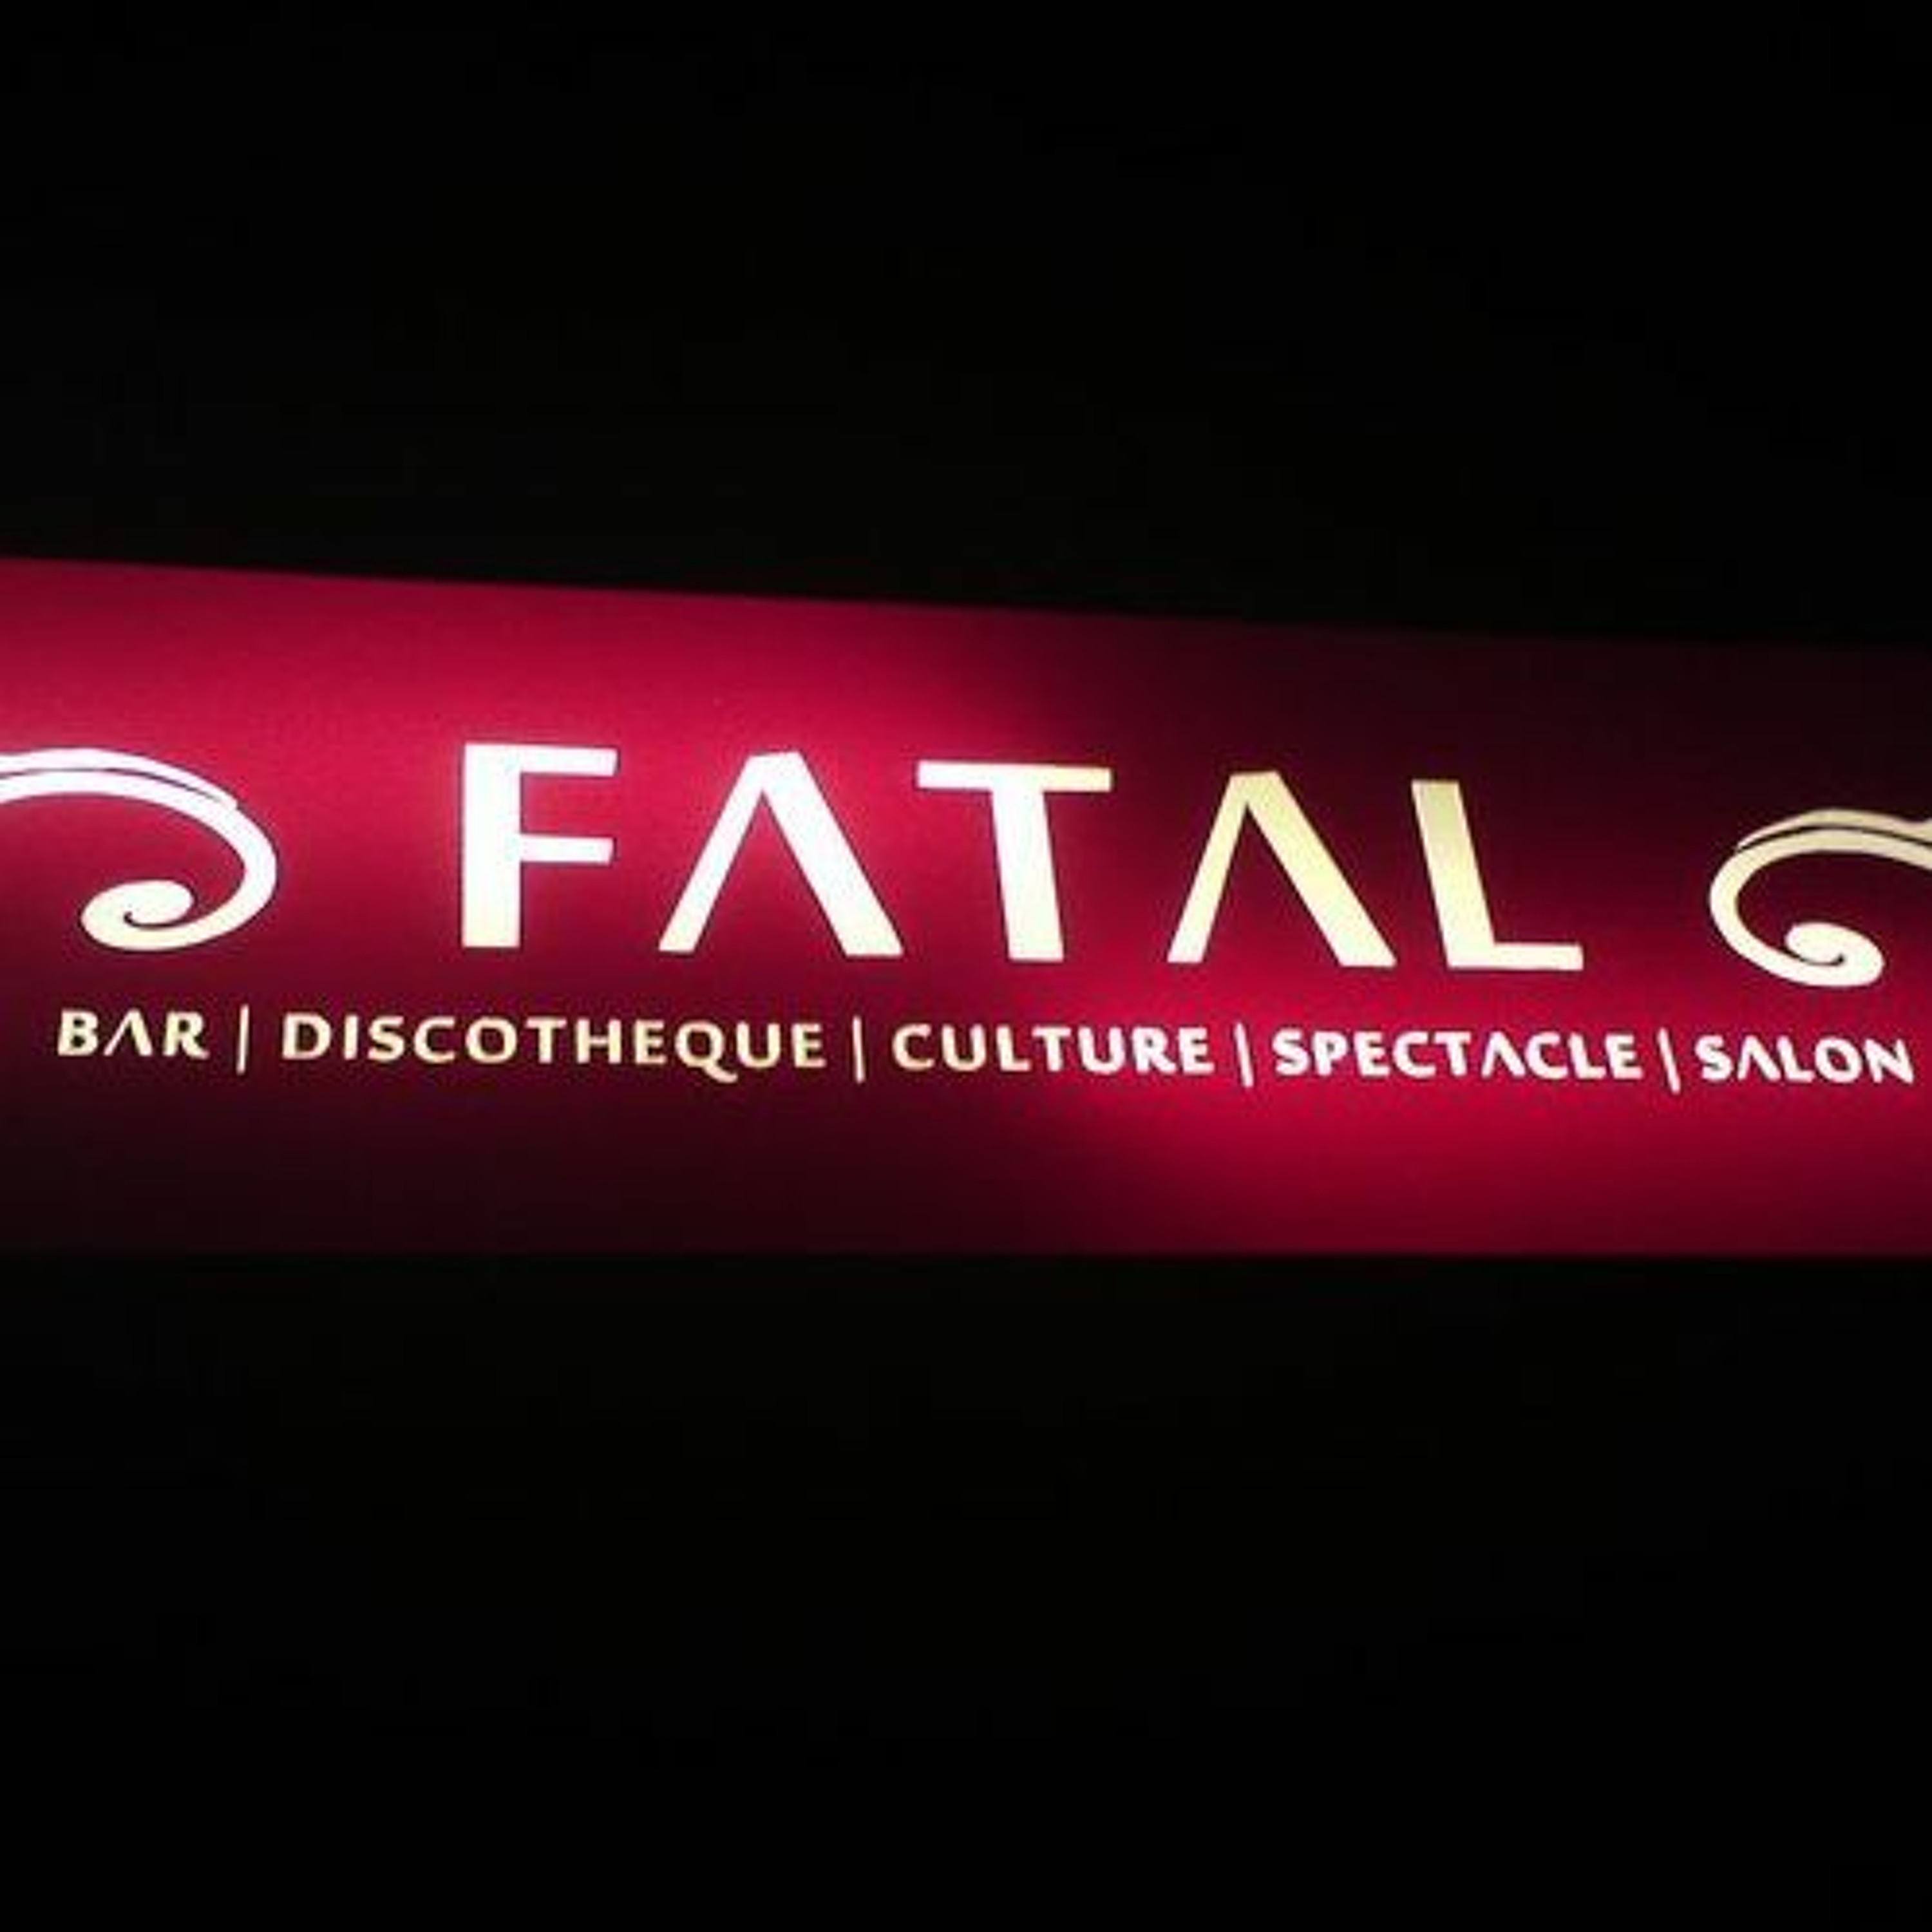 FATAL
BAR | DISCOTHEQUE | CULTURE | SPECTACLE | SALON